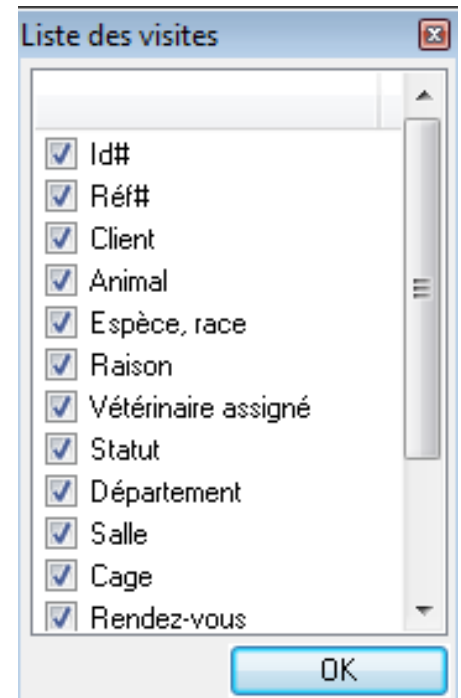 Liste des visites
Id#
Réf#
Client
Animal
Espèce, race
Raison
Vétérinaire assigné
Statut
Département
Salle
Cage
Rendez-vous
OK